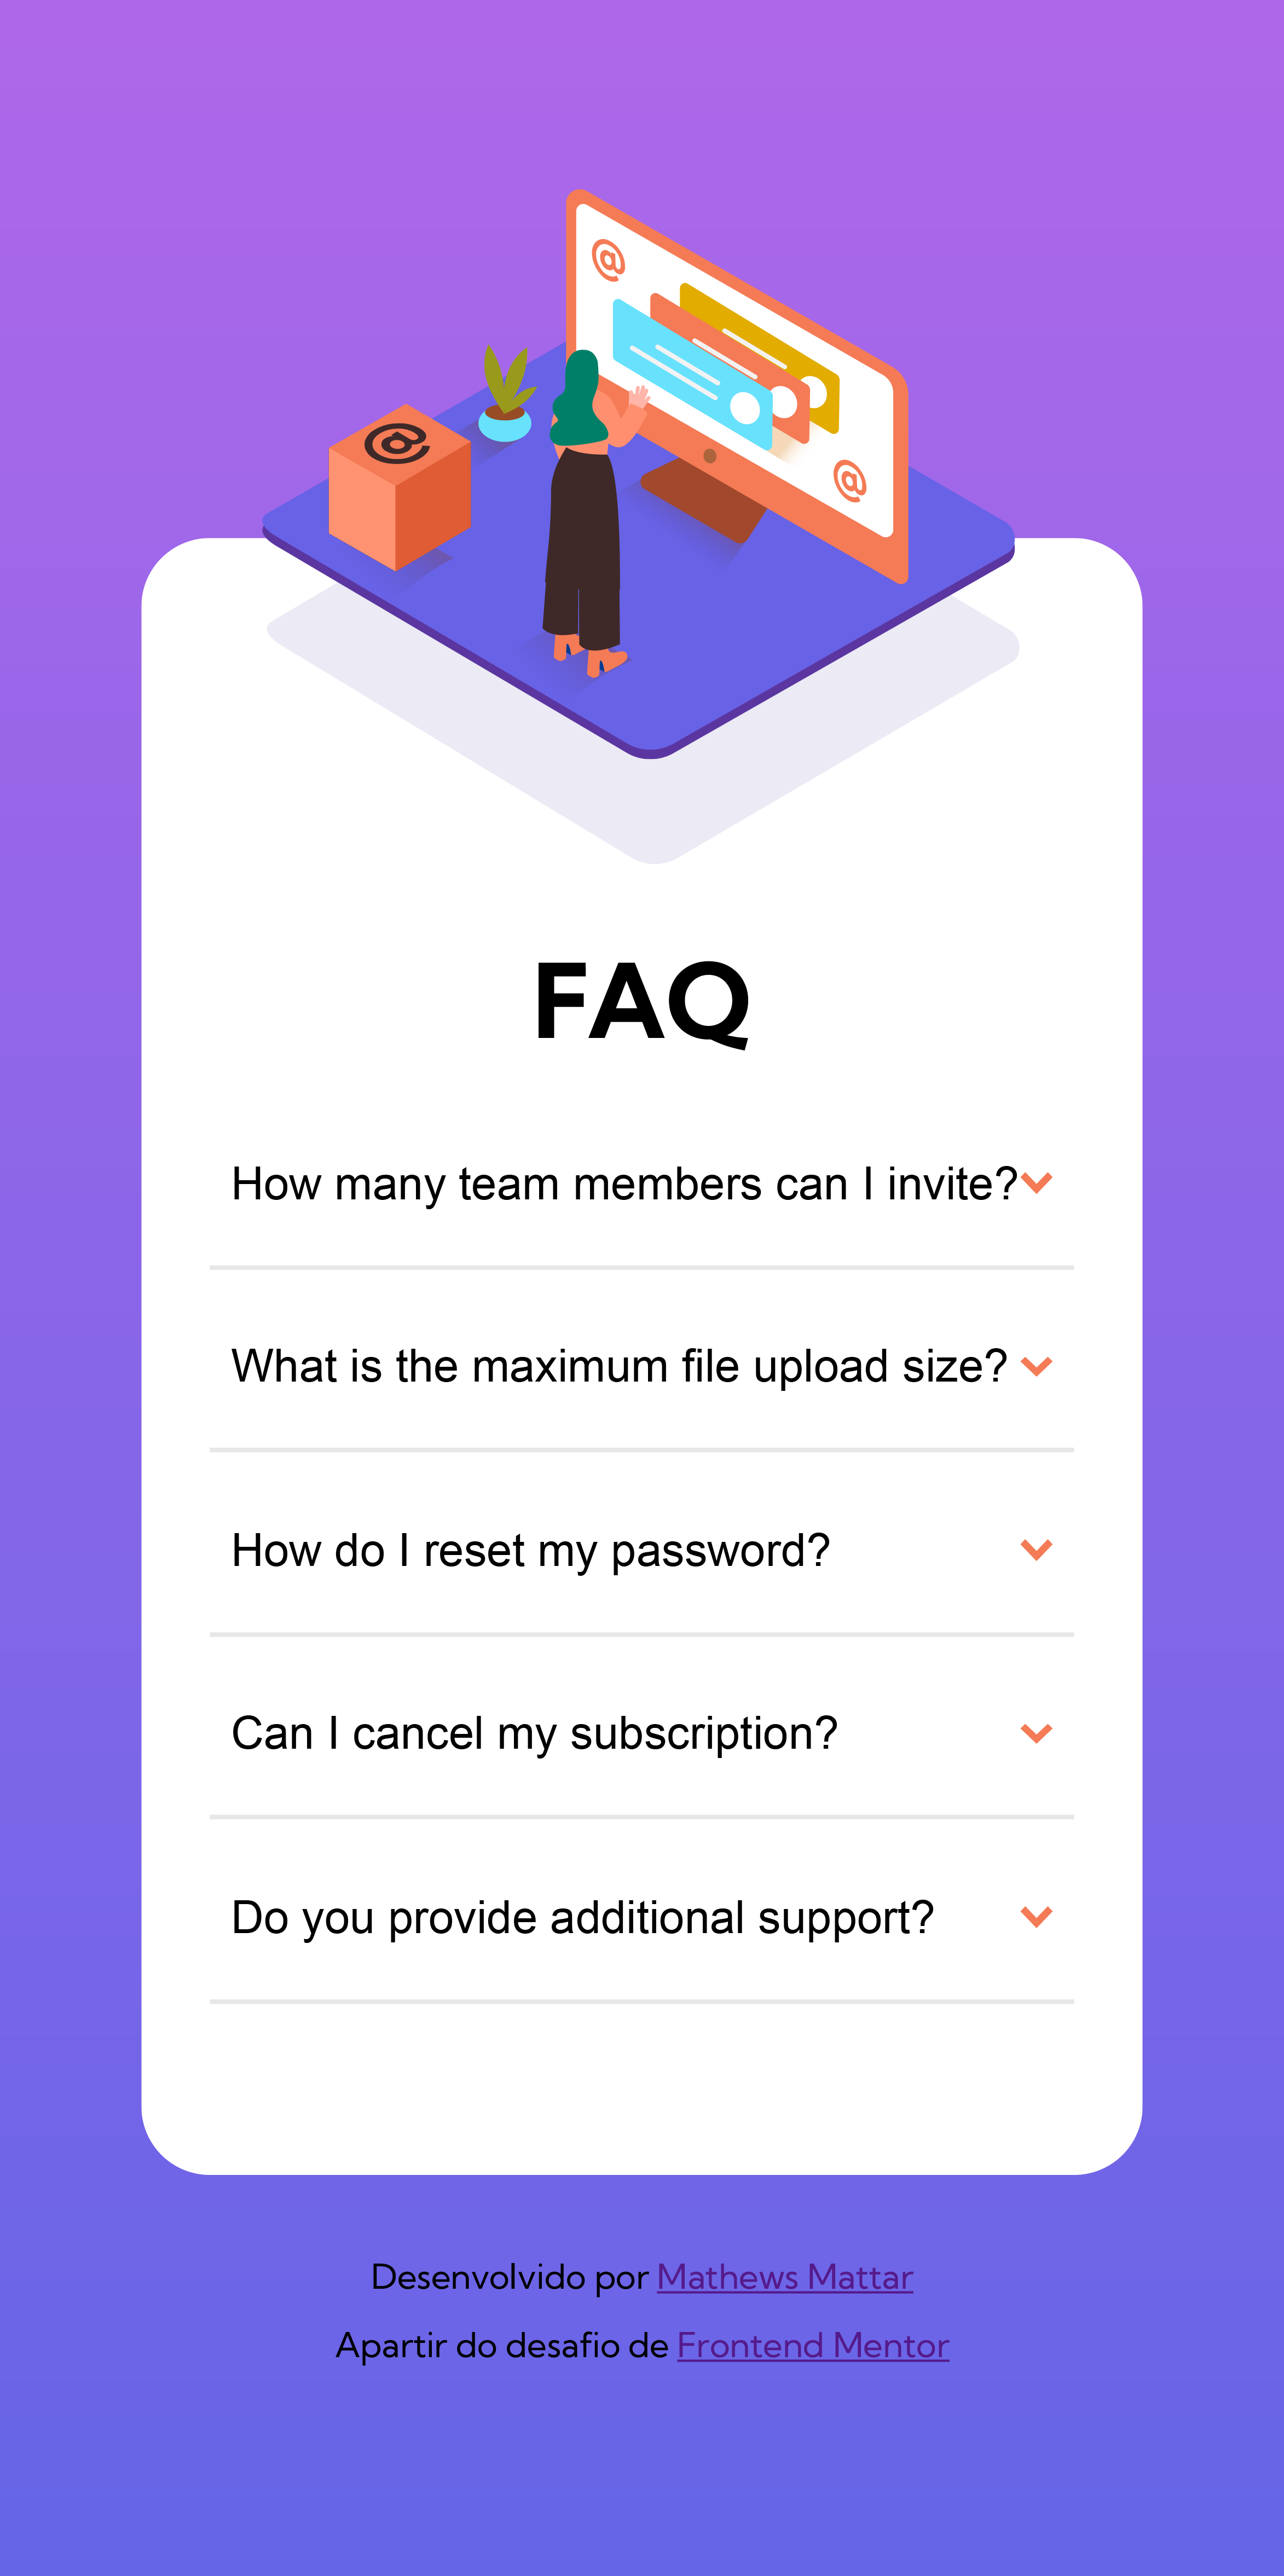 @
@
@
FAQ
How many team members can I invite?
What is the maximum file upload size?
How do I reset my password?
Can I cancel my subscription?
Do you provide additional support?
Desenvolvido por Mathews Mattar
Apartir do desafio de Frontend Mentor